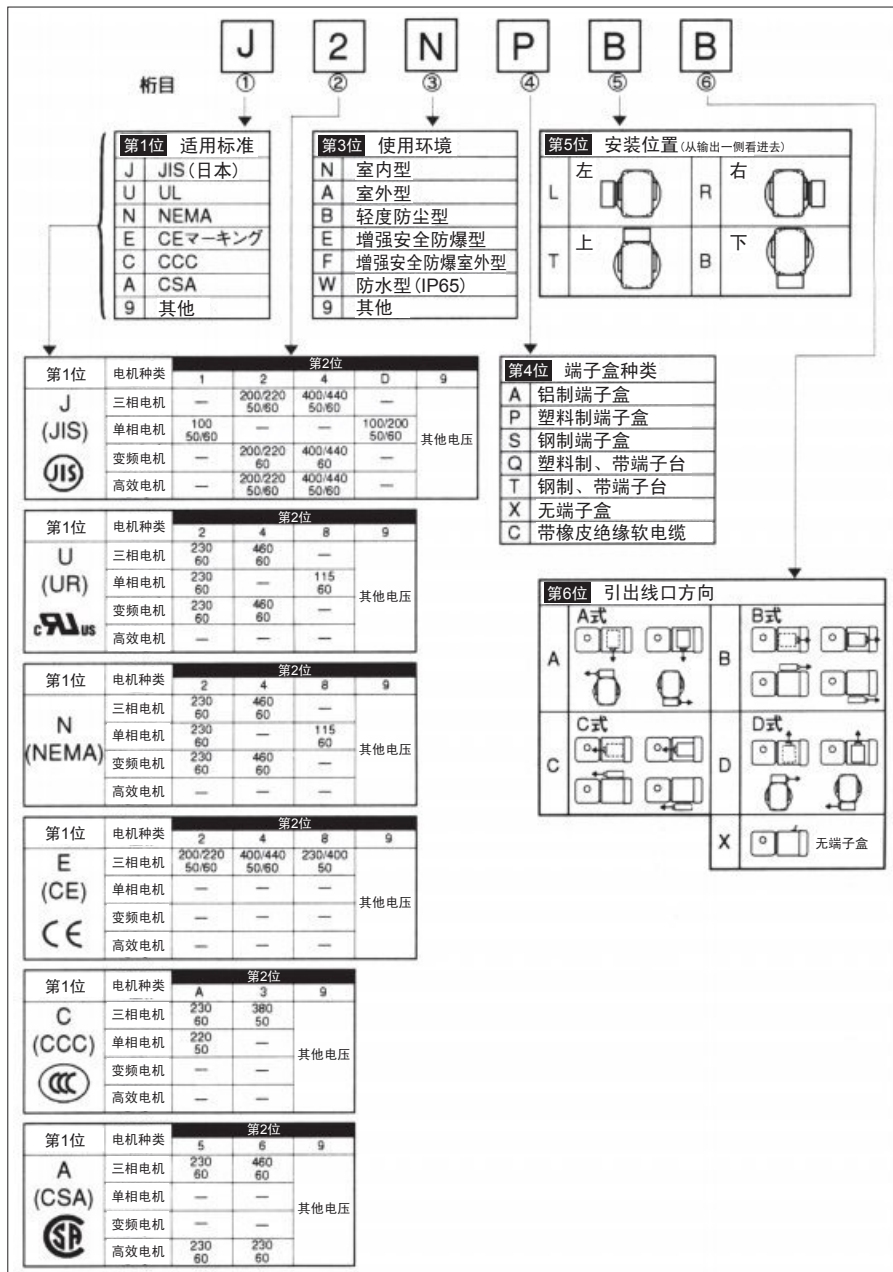 J 2 N P B B
桁目 ① ② ③ ④ ⑤ ⑥
第1位 适用标准
J JIS(日本)
U UL
N NEMA
E CEマーキング
C CCC
A CSA
9 其他
第3位 使用环境
N 室内型
A 室外型
B 轻度防尘型
E 增强安全防爆型
F 增强安全防爆室外型
W 防水型(IP65)
9 其他
第5位 安装位置(从输出一侧看进去)
L 左 R 右
T 上 B 下
第1位 电机种类 第2位
1 2 4 D 9
J
(JIS)
JIS
三相电机 — 200/220 50/60 400/440 50/60 —
单相电机 100 50/60 — — 100/200 50/60
变频电机 — 200/220 60 400/440 60 —
高效电机 — 200/220 50/60 400/440 50/60 —
其他电压
第4位 端子盒种类
A 铝制端子盒
P 塑料制端子盒
S 钢制端子盒
Q 塑料制、带端子台
T 钢制、带端子台
X 无端子盒
C 带橡皮绝缘软电缆
第1位 电机种类 第2位
2 4 8 9
U
(UR)
c RU us
三相电机 230 60 460 60 —
单相电机 230 60 — 115 60
变频电机 230 60 460 60 —
高效电机 — — —
其他电压
第6位 引出线口方向
A A式
B B式
C C式
D D式
X 无端子盒
第1位 电机种类 第2位
2 4 8 9
N
(NEMA)
三相电机 230 60 460 60 —
单相电机 230 60 — 115 60
变频电机 230 60 460 60 —
高效电机 — — —
其他电压
第1位 电机种类 第2位
2 4 8 9
E
(CE)
CE
三相电机 200/220 50/60 400/440 50/60 230/400 50
单相电机 — — —
变频电机 — — —
高效电机 — — —
其他电压
第1位 电机种类 第2位
A 3 9
C
(CCC)
CCC
三相电机 230 60 380 50
单相电机 220 50 —
变频电机 — —
高效电机 — —
其他电压
第1位 电机种类 第2位
5 6 9
A
(CSA)
SA
三相电机 230 60 460 60
单相电机 — —
变频电机 — —
高效电机 230 60 230 60
其他电压